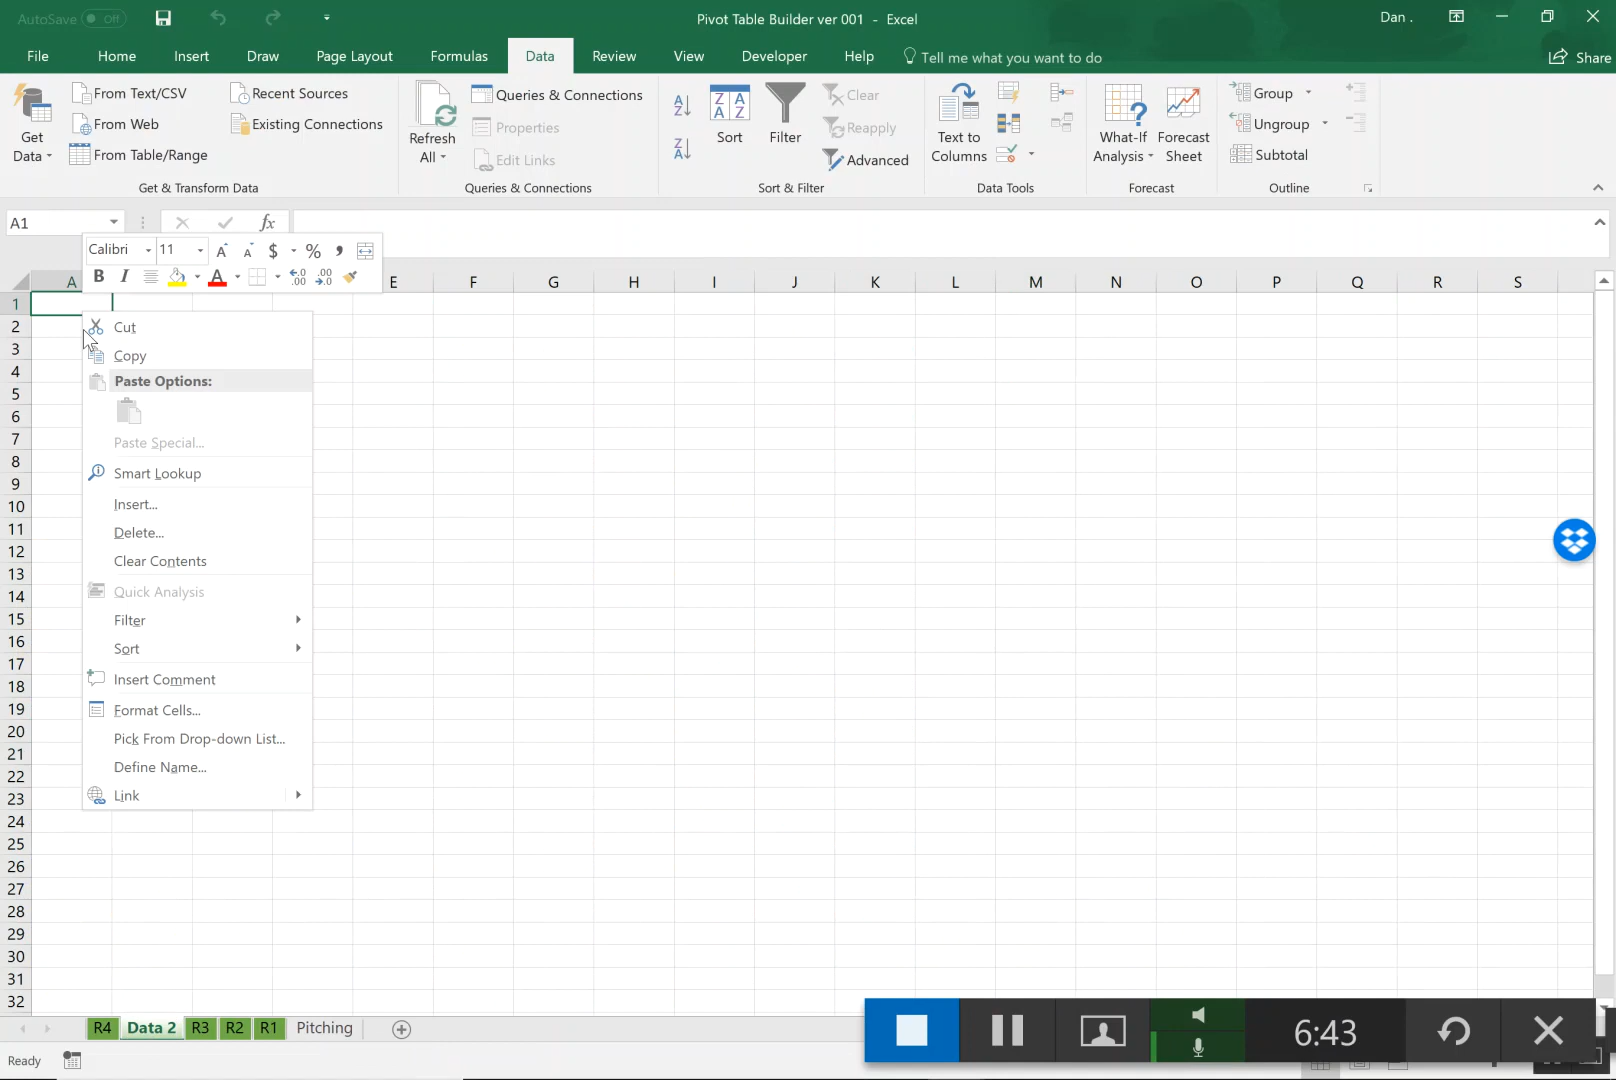 AutoSave Off
Pivot Table Builder ver 001 - Excel
Dan .
File Home Insert Draw Page Layout Formulas Data Review View Developer Help Tell me what you want to do Share
Get Data
From Text/CSV
From Web
From Table/Range
Recent Sources
Existing Connections
Get & Transform Data
Refresh All
Queries & Connections
Properties
Edit Links
Queries & Connections
Sort
Filter
Clear
Reapply
Advanced
Sort & Filter
Text to Columns
Data Tools
What-If Analysis
Forecast Sheet
Forecast
Group
Ungroup
Subtotal
Outline
A1
fx
Calibri 11 A A $ % ,
B I A .00 .00
A E F G H I J K L M N O P Q R S
1
2
3
4
5
6
7
8
9
10
11
12
13
14
15
16
17
18
19
20
21
22
23
24
25
26
27
28
29
30
31
32
Cut
Copy
Paste Options:
Paste Special...
Smart Lookup
Insert...
Delete...
Clear Contents
Quick Analysis
Filter
Sort
Insert Comment
Format Cells...
Pick From Drop-down List...
Define Name...
Link
R4 Data 2 R3 R2 R1 Pitching
6:43
Ready